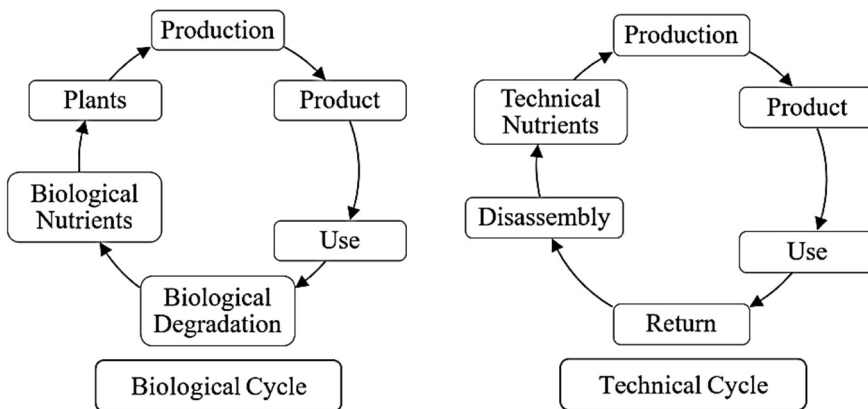 Production
Plants
Product
Biological
Nutrients
Use
Biological
Degradation
Biological Cycle
Production
Technical
Nutrients
Product
Disassembly
Use
Return
Technical Cycle